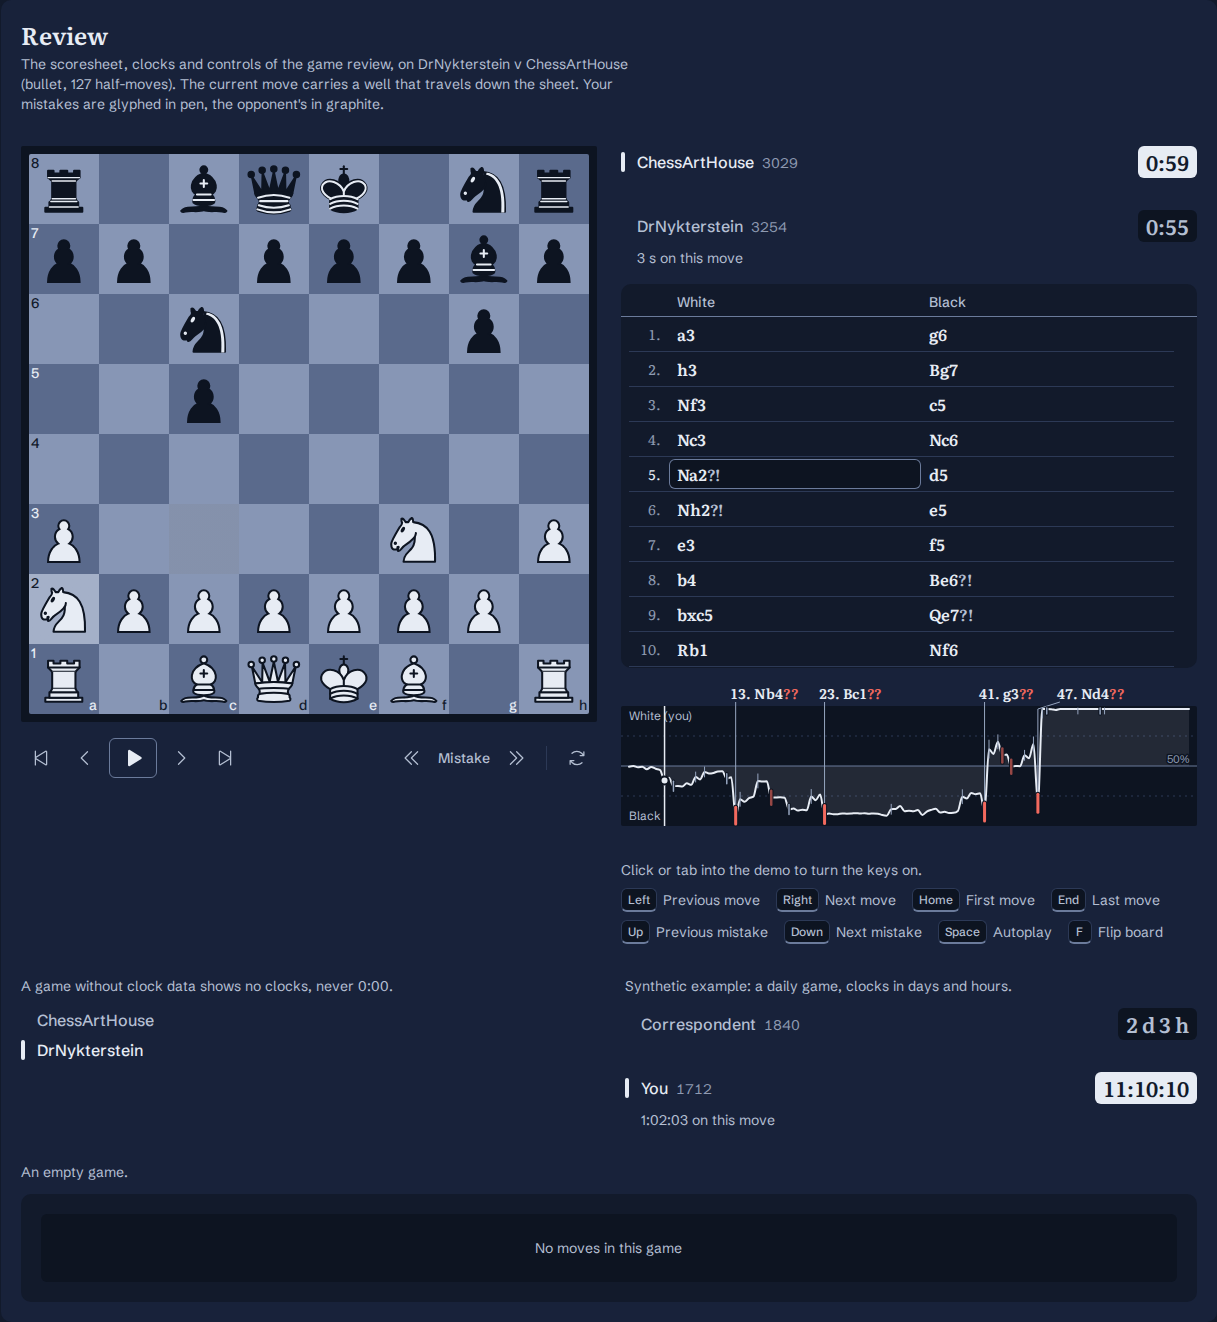 Review
The scoresheet, clocks and controls of the game review, on DrNykterstein v ChessArtHouse
(bullet, 127 half-moves). The current move carries a well that travels down the sheet. Your
mistakes are glyphed in pen, the opponent's in graphite.
8
7
6
5
4
3
2
1
a b c d e f g h
Mistake
ChessArtHouse 3029 0:59
DrNykterstein 3254 0:55
3 s on this move
White Black
1. a3 g6
2. h3 Bg7
3. Nf3 c5
4. Nc3 Nc6
5. Na2?! d5
6. Nh2?! e5
7. e3 f5
8. b4 Be6?!
9. bxc5 Qe7?!
10. Rb1 Nf6
13. Nb4?? 23. Bc1?? 41. g3?? 47. Nd4??
White (you)
50%
Black
Click or tab into the demo to turn the keys on.
Left Previous move Right Next move Home First move End Last move
Up Previous mistake Down Next mistake Space Autoplay F Flip board
A game without clock data shows no clocks, never 0:00.
ChessArtHouse
DrNykterstein
Synthetic example: a daily game, clocks in days and hours.
Correspondent 1840 2 d 3 h
You 1712 11:10:10
1:02:03 on this move
An empty game.
No moves in this game